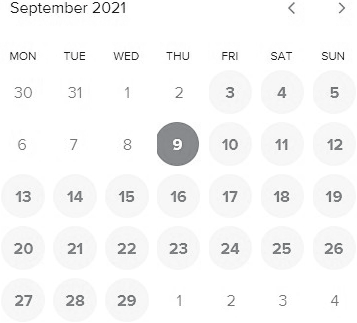 September 2021
MON TUE WED THU FRI SAT SUN
30 31 1 2 3 4 5
6 7 8 9 10 11 12
13 14 15 16 17 18 19
20 21 22 23 24 25 26
27 28 29 1 2 3 4